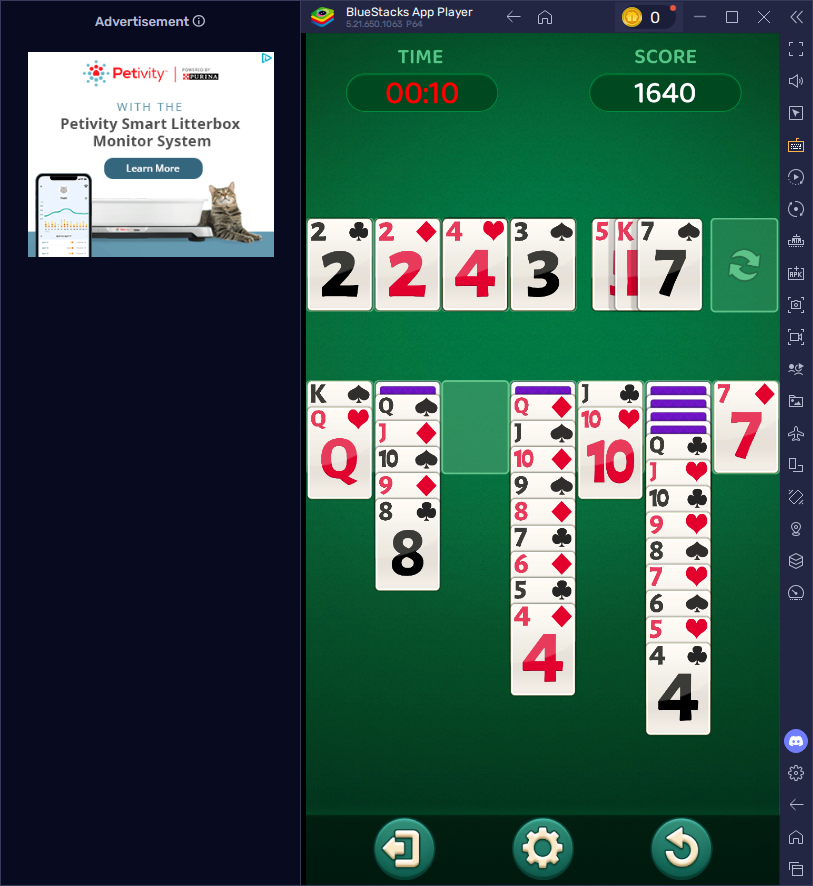 Advertisement
Petivity
POWERED BY
PURINA
WITH THE
Petivity Smart Litterbox
Monitor System
Learn More
BlueStacks App Player
5.21.650.1063 P64
0
TIME
SCORE
00:10
1640
2 2 4 3 5 K 7
2 2 4 3 7
K Q Q J 7
Q Q
J 10
10 9
9 8
8 7
8 6
5
4
4
10
10
Q
J
10
9
8
7
6
5
4
4
7
APK